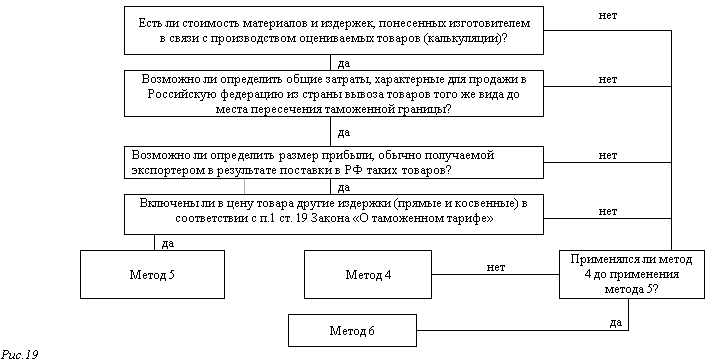 Есть ли стоимость материалов и издержек, понесенных изготовителем
в связи с производством оцениваемых товаров (калькуляции)?
нет
да
Возможно ли определить общие затраты, характерные для продажи в
Российскую федерацию из страны вывоза товаров того же вида до
места пересечения таможенной границы?
нет
да
Возможно ли определить размер прибыли, обычно получаемой
экспортером в результате поставки в РФ таких товаров?
нет
да
Включены ли в цену товара другие издержки (прямые и косвенные) в
соответствии с п.1 ст. 19 Закона «О таможенном тарифе»
нет
да
Метод 5
Метод 4
нет
Применялся ли метод
4 до применения
метода 5?
да
Метод 6
Рис.19